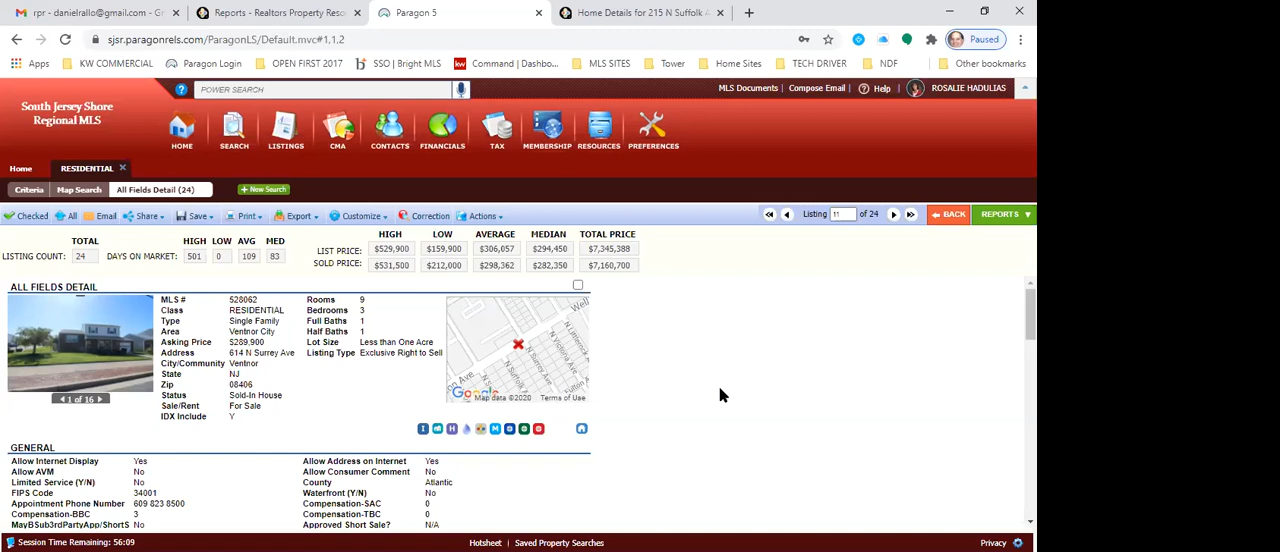 rpr - danielrallo@gmail.com - Gr
Reports - Realtors Property Resou
Paragon 5
Home Details for 215 N Suffolk A
sjsr.paragonrels.com/ParagonLS/Default.mvc#1,1,2
Paused
Apps
KW COMMERCIAL
Paragon Login
OPEN FIRST 2017
SSO | Bright MLS
Command | Dashbo...
MLS SITES
Tower
Home Sites
TECH DRIVER
NDF
Other bookmarks
South Jersey Shore
Regional MLS
POWER SEARCH
MLS Documents
Compose Email
Help
ROSALIE HADULIAS
HOME
SEARCH
LISTINGS
CMA
CONTACTS
FINANCIALS
TAX
MEMBERSHIP
RESOURCES
PREFERENCES
Home
RESIDENTIAL
Criteria
Map Search
All Fields Detail (24)
+ New Search
Checked
All
Email
Share
Save
Print
Export
Customize
Correction
Actions
Listing 11 of 24
BACK
REPORTS
TOTAL HIGH LOW AVG MED
LISTING COUNT: 24 DAYS ON MARKET: 501 0 109 83
HIGH LOW AVERAGE MEDIAN TOTAL PRICE
LIST PRICE: $529,900 $159,900 $306,057 $294,450 $7,345,388
SOLD PRICE: $531,500 $212,000 $298,362 $282,350 $7,160,700
ALL FIELDS DETAIL
1 of 16
MLS # 528062
Class RESIDENTIAL
Type Single Family
Area Ventnor City
Asking Price $289,900
Address 614 N Surrey Ave
City/Community Ventnor
State NJ
Zip 08406
Status Sold-In House
Sale/Rent For Sale
IDX Include Y
Rooms 9
Bedrooms 3
Full Baths 1
Half Baths 1
Lot Size Less than One Acre
Listing Type Exclusive Right to Sell
N Victoria Ave
N Surrey Ave
N Suffolk
Google
Map data ©2020
Terms of Use
GENERAL
Allow Internet Display Yes
Allow AVM No
Limited Service (Y/N) No
FIPS Code 34001
Appointment Phone Number 609 823 8500
Compensation-BBC 3
MayBSub3rdPartyApp/ShortS No
Allow Address on Internet Yes
Allow Consumer Comment No
County Atlantic
Waterfront (Y/N) No
Compensation-SAC 0
Compensation-TBC 0
Approved Short Sale? N/A
Session Time Remaining: 56:09
Hotsheet
Saved Property Searches
Privacy